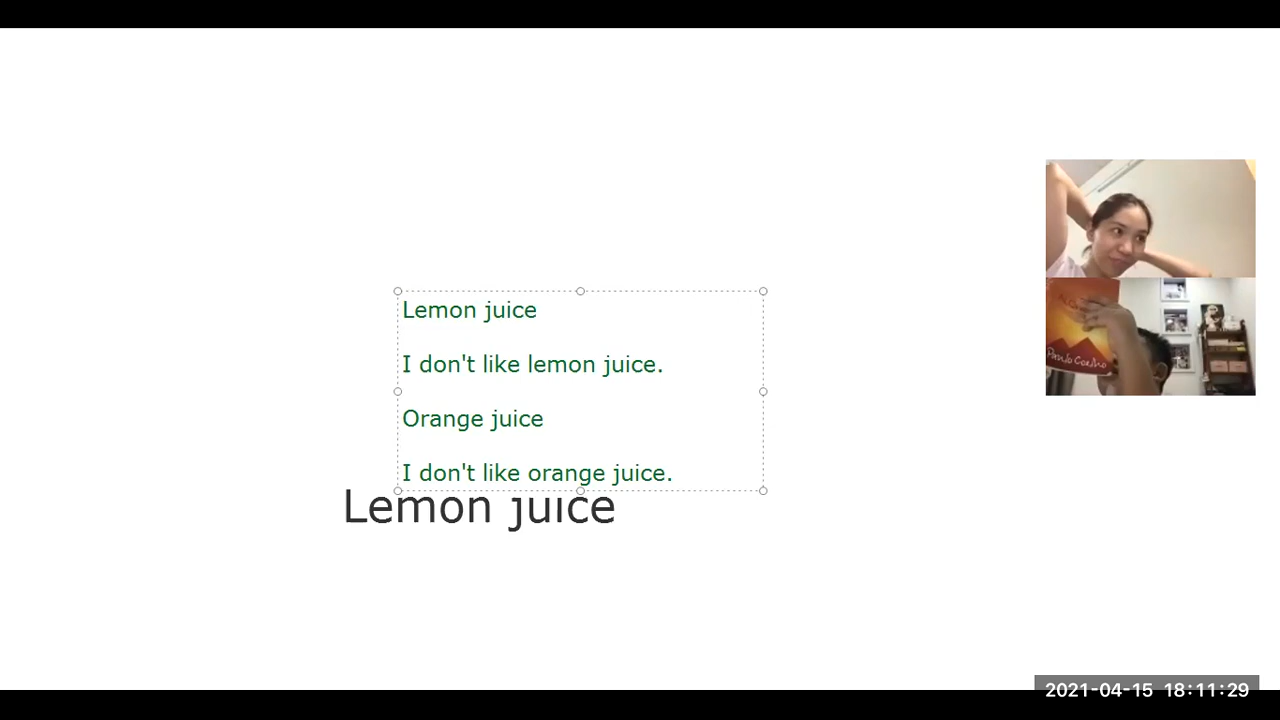 Lemon juice
I don't like lemon juice.
Orange juice
I don't like orange juice.
Lemon juice
Paulo Coelho
2021-04-15 18:11:29